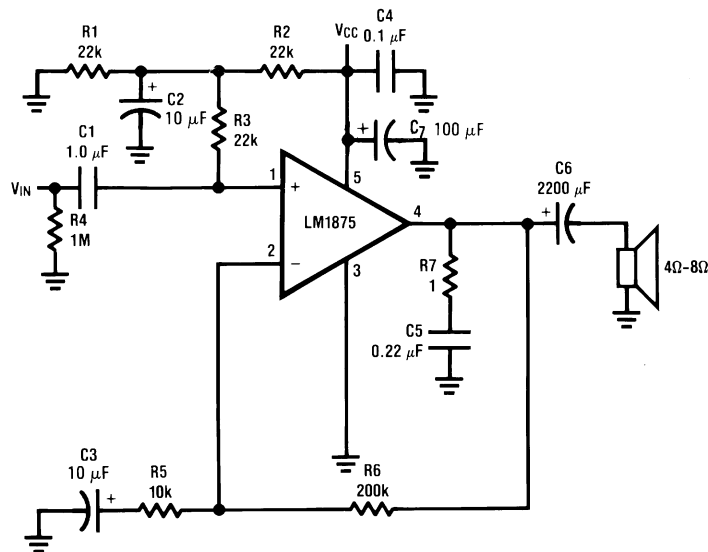 R1
22k
R2
22k
VCC
C4
0.1 μF
+
C2
10 μF
R3
22k
+
C7 100 μF
C1
1.0 μF
VIN
R4
1M
1
+
5
LM1875
4
2
−
3
R7
1
C5
0.22 μF
C6
2200 μF
+
4Ω-8Ω
C3
10 μF
+
R5
10k
R6
200k